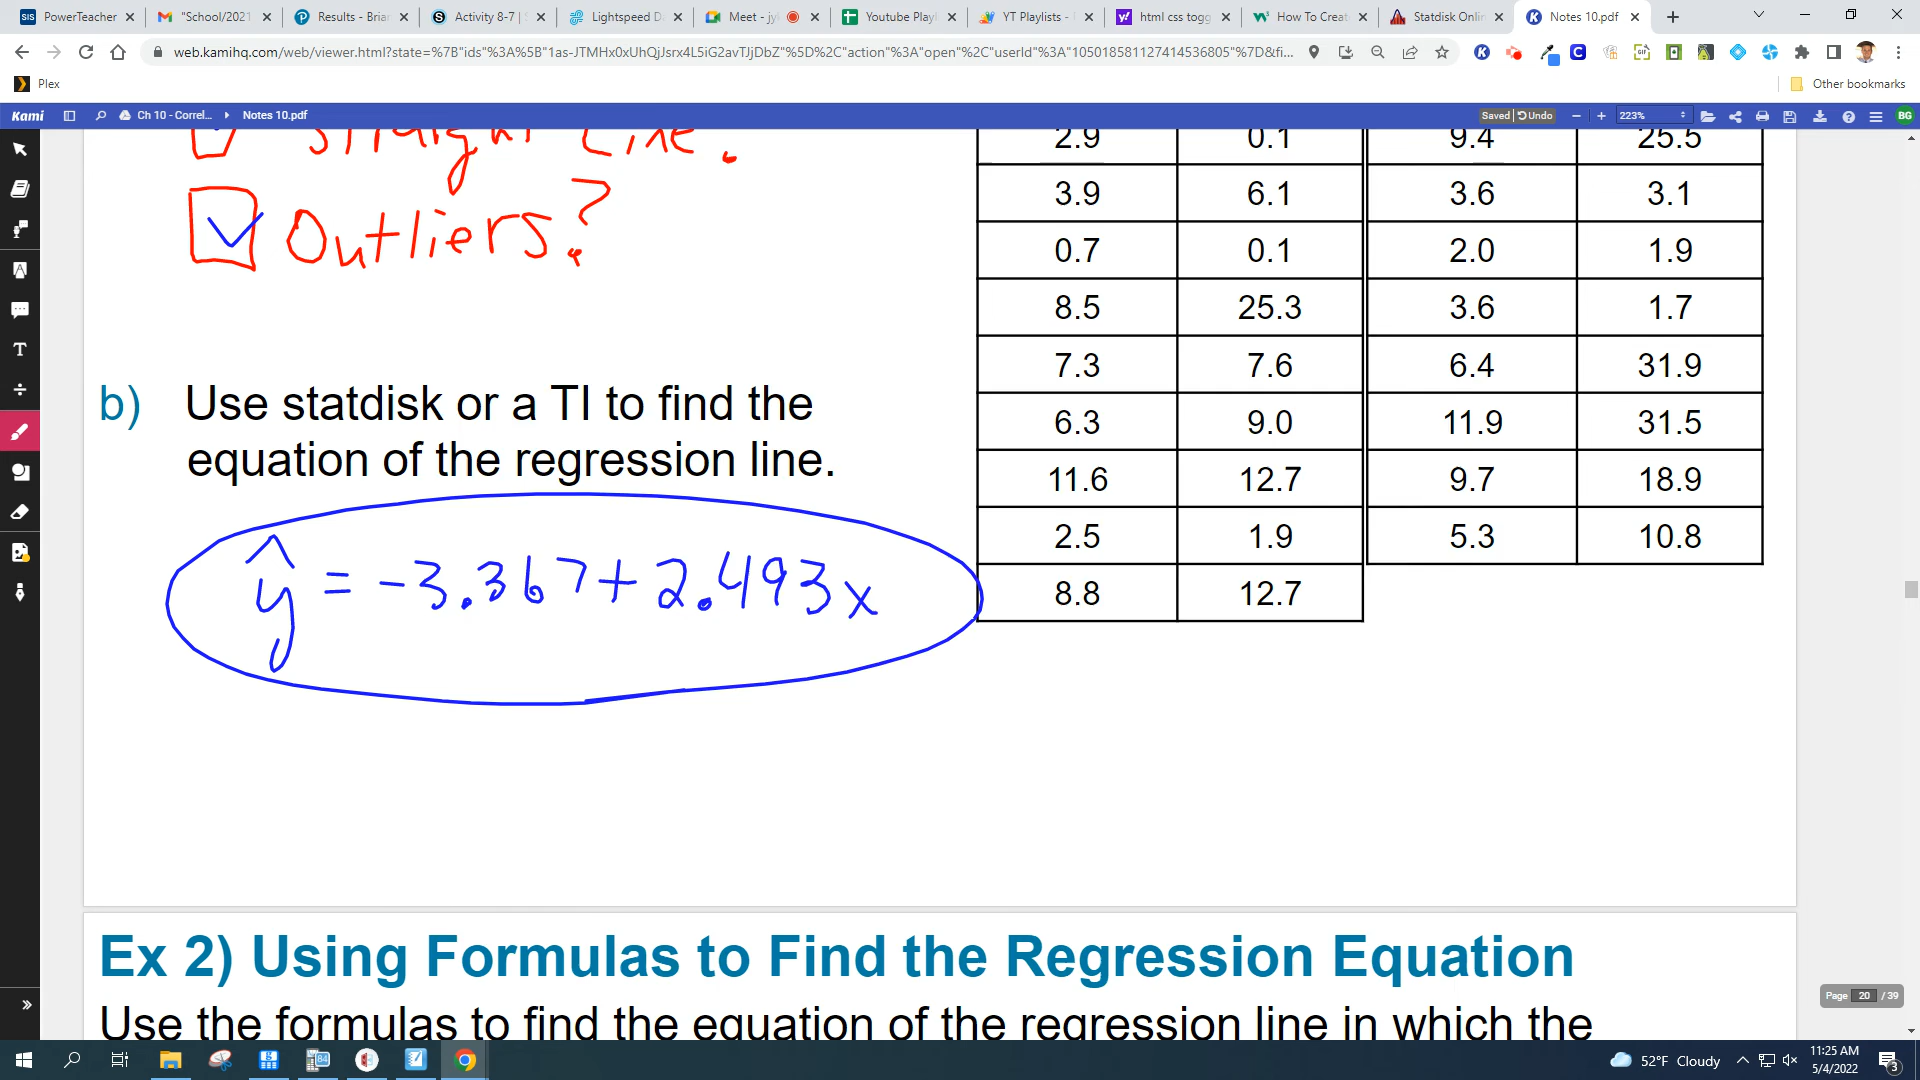 PowerTeacher
"School/2021
Results - Bria
Activity 8-7 | S
Lightspeed D
Meet - jyl
Youtube Playl
YT Playlists -
html css togg
How To Creat
Statdisk Onlin
Notes 10.pdf
web.kamihq.com/web/viewer.html?state=%7B"ids"%3A%5B"1as-JTMHx0xUhQjJsrx4L5iG2avTJjDbZ"%5D%2C"action"%3A"open"%2C"userId"%3A"105018581127414536805"%7D&fi...
Plex
Other bookmarks
Kami
Ch 10 - Correl...
Notes 10.pdf
Saved
Undo
223%
BG
Straight Line.
Outliers?
2.9 0.1 9.4 25.5
3.9 6.1 3.6 3.1
0.7 0.1 2.0 1.9
8.5 25.3 3.6 1.7
7.3 7.6 6.4 31.9
6.3 9.0 11.9 31.5
11.6 12.7 9.7 18.9
2.5 1.9 5.3 10.8
8.8 12.7
b) Use statdisk or a TI to find the
equation of the regression line.
ŷ = -3.367+2.493x
Ex 2) Using Formulas to Find the Regression Equation
Use the formulas to find the equation of the regression line in which the
Page 20 / 39
52°F Cloudy
11:25 AM
5/4/2022
3